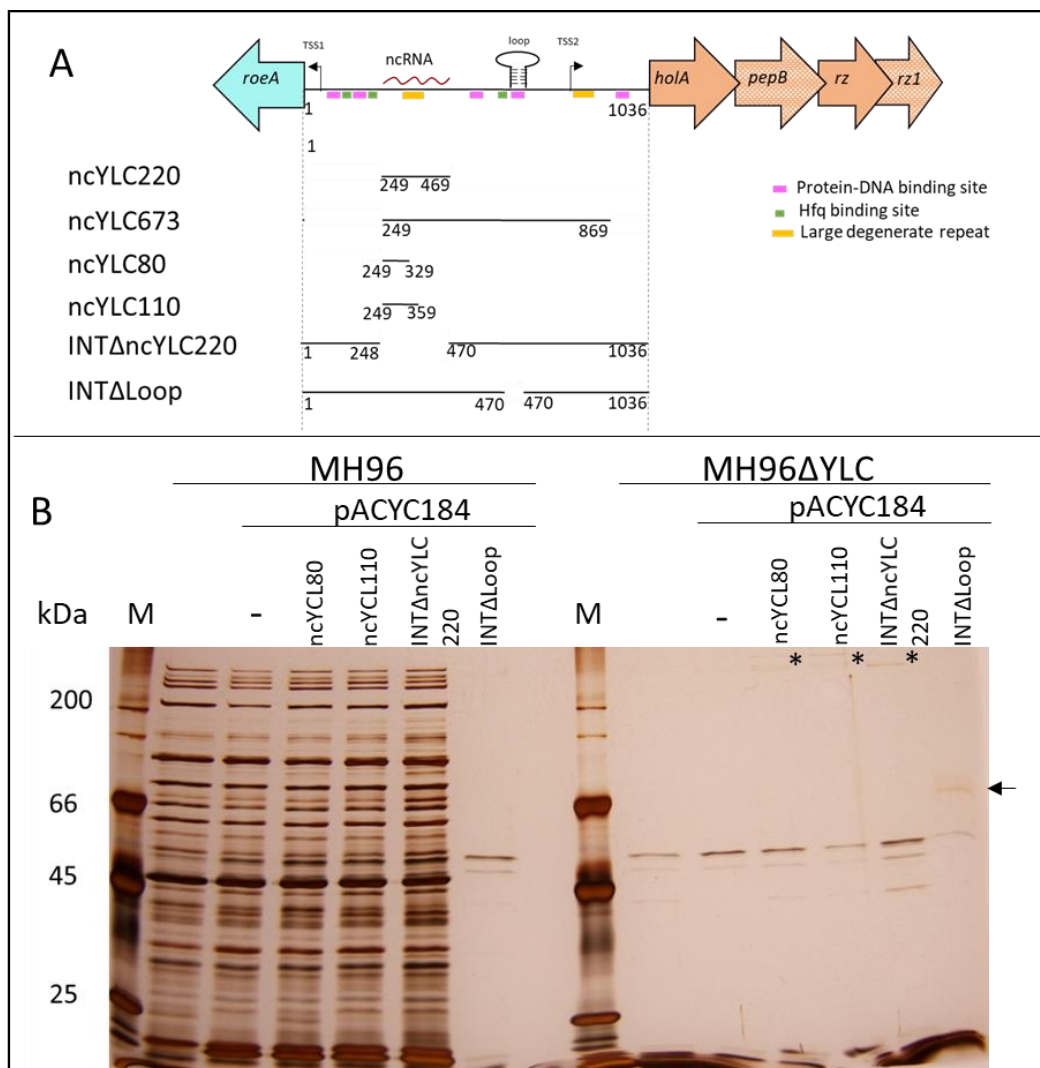 A
TSS1
ncRNA
loop
TSS2
roeA
holA
pepB
rz
rz1
1
1036
1
ncYLC220
249 469
ncYLC673
249 869
ncYLC80
249 329
ncYLC110
249 359
INTΔncYLC220
1 248 470 1036
INTΔLoop
1 470 470 1036
Protein-DNA binding site
Hfq binding site
Large degenerate repeat
B
MH96
MH96ΔYLC
pACYC184
pACYC184
kDa
M
-
ncYCL80
ncYCL110
INTΔncYLC
220
INTΔLoop
M
-
ncYCL80
ncYCL110
INTΔncYLC
220
INTΔLoop
* * *
200
66
45
25